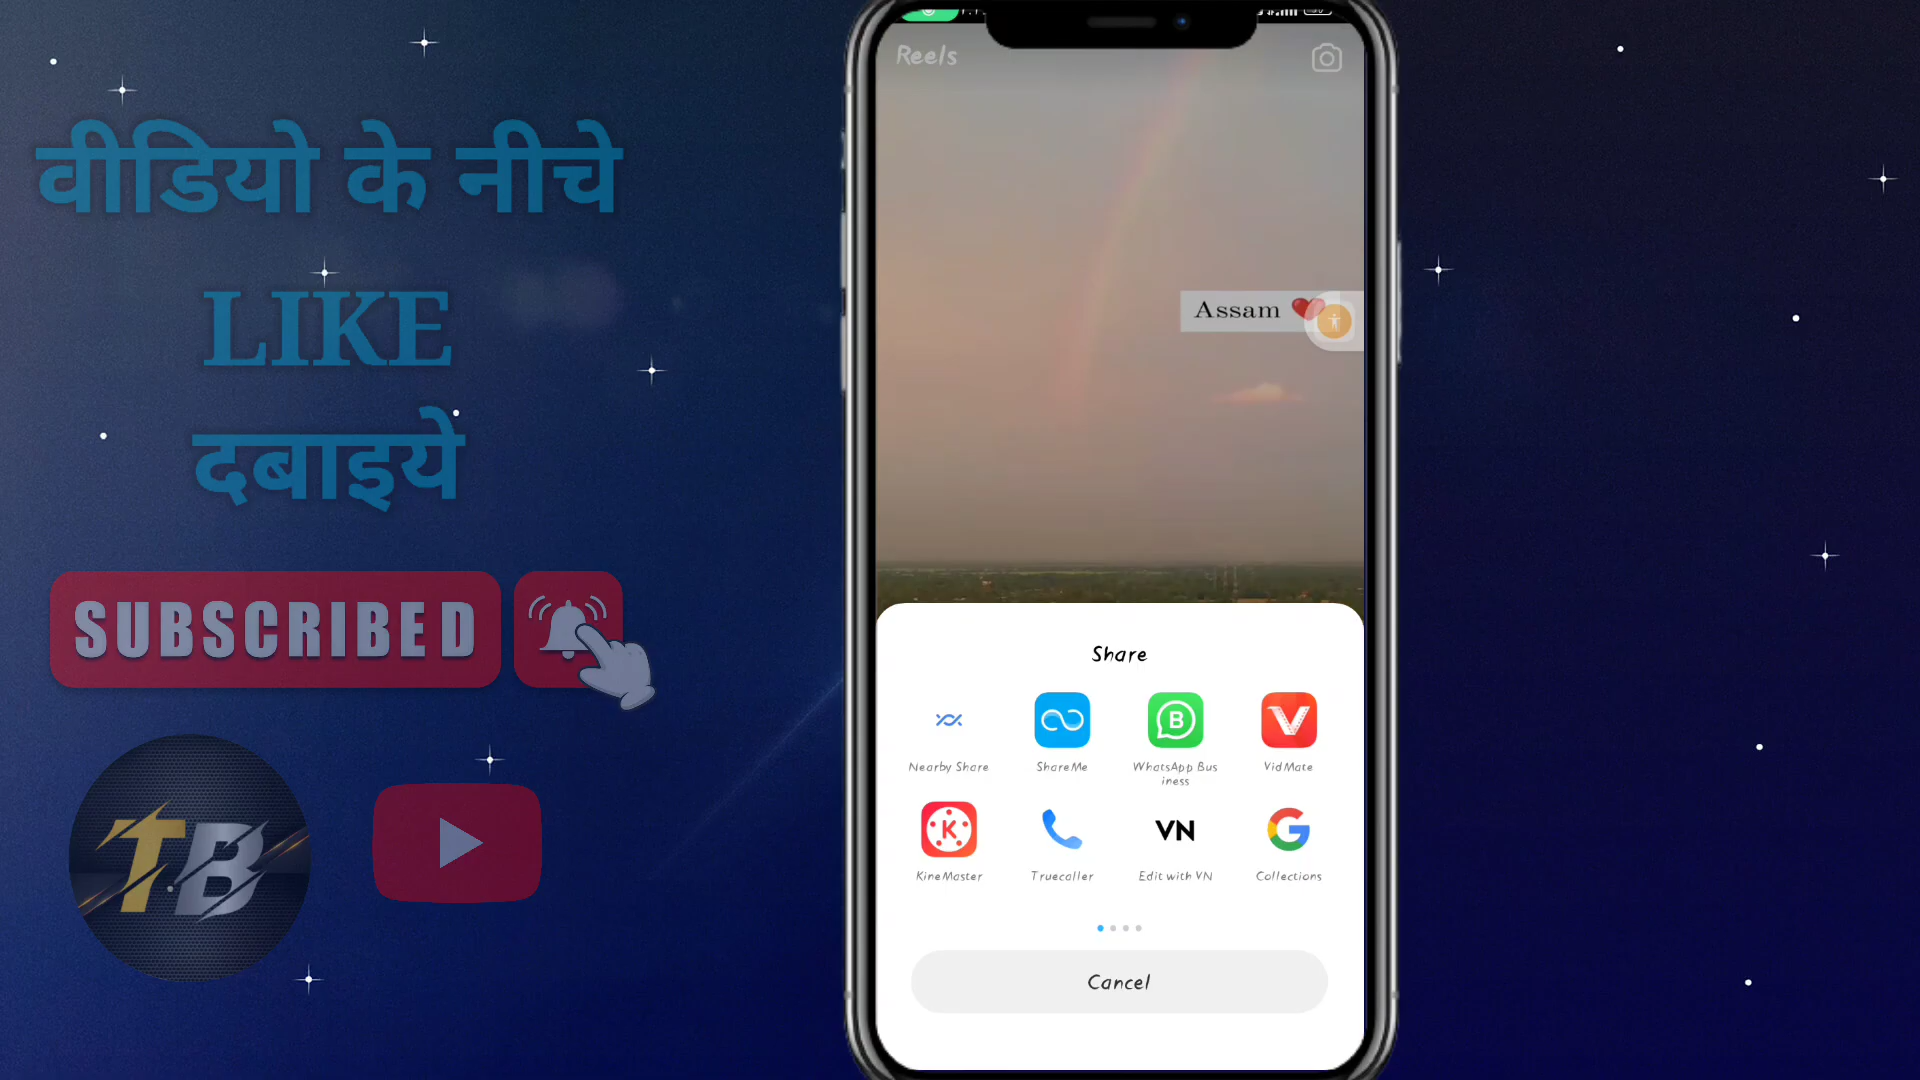 वीडियो के नीचे
LIKE
दबाइये
SUBSCRIBED
TB
Reels
Assam ❤️
Share
Nearby Share
ShareMe
WhatsApp Bus
iness
VidMate
B
K
VN
KineMaster
Truecaller
Edit with VN
Collections
Cancel